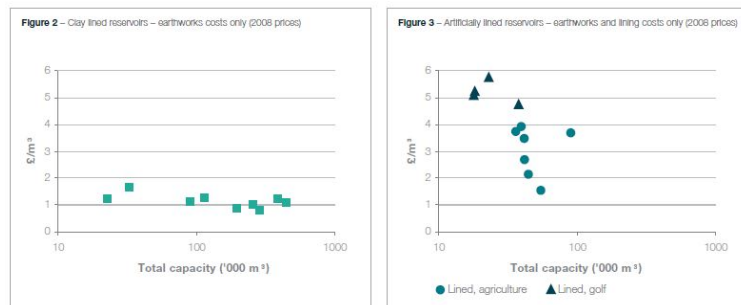 Figure 2 – Clay lined reservoirs – earthworks costs only (2008 prices)
6
5
4
3
2
1
0
£/m³
10
100
1000
Total capacity ('000 m³)
Figure 3 – Artificially lined reservoirs – earthworks and lining costs only (2008 prices)
6
5
4
3
2
1
0
£/m³
10
100
1000
Total capacity ('000 m³)
Lined, agriculture
Lined, golf